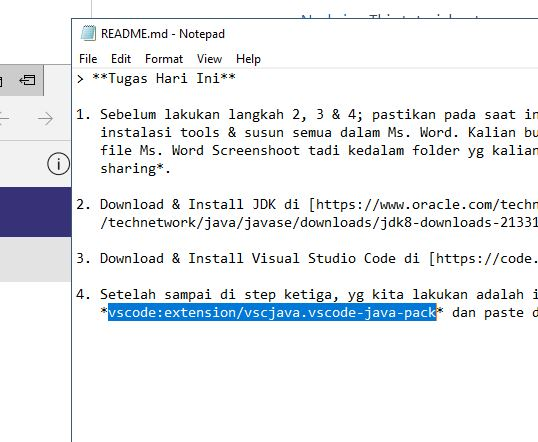 README.md - Notepad
File Edit Format View Help
> **Tugas Hari Ini**
1. Sebelum lakukan langkah 2, 3 & 4; pastikan pada saat
instalasi tools & susun semua dalam Ms. Word. Kalian
file Ms. Word Screenshoot tadi kedalam folder yg kalian
sharing*.
2. Download & Install JDK di [https://www.oracle.com/techn
/technetwork/java/javase/downloads/jdk8-downloads-21331
3. Download & Install Visual Studio Code di [https://code.
4. Setelah sampai di step ketiga, yg kita lakukan adalah
*vscode:extension/vscjava.vscode-java-pack* dan paste